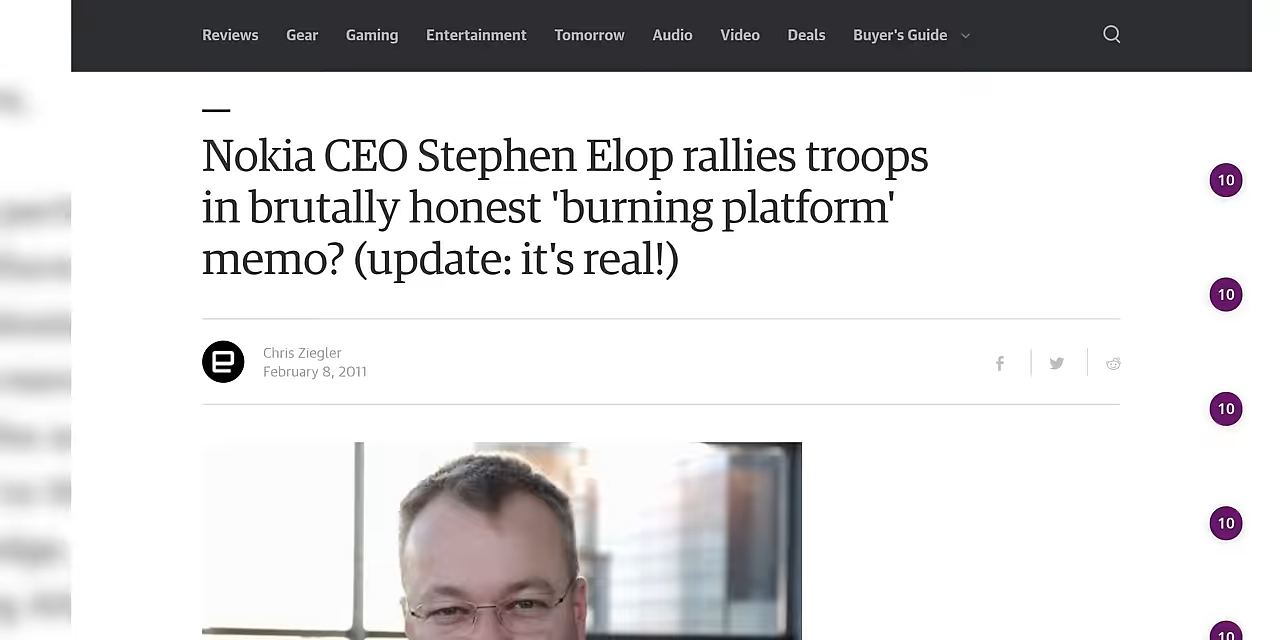 Reviews Gear Gaming Entertainment Tomorrow Audio Video Deals Buyer's Guide
Nokia CEO Stephen Elop rallies troops
in brutally honest 'burning platform'
memo? (update: it's real!)
Chris Ziegler
February 8, 2011
10
10
10
10
10